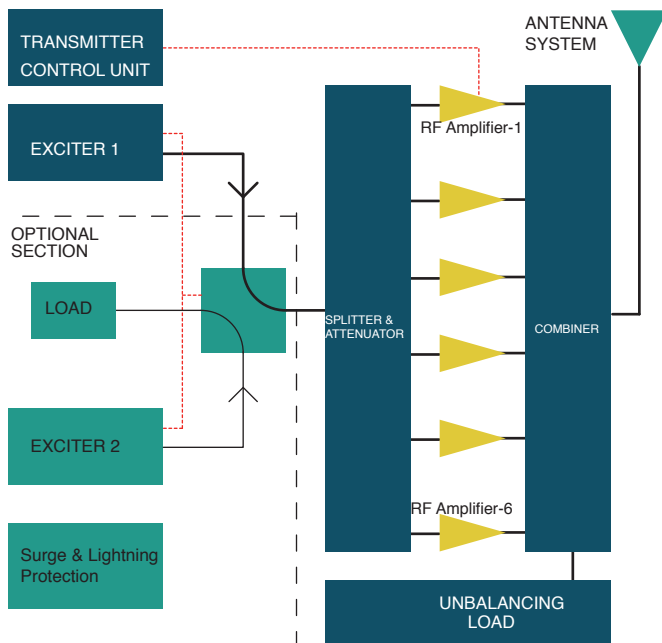 TRANSMITTER
CONTROL UNIT
ANTENNA
SYSTEM
EXCITER 1
RF Amplifier-1
OPTIONAL
SECTION
LOAD
SPLITTER &
ATTENUATOR
COMBINER
EXCITER 2
RF Amplifier-6
Surge & Lightning
Protection
UNBALANCING
LOAD